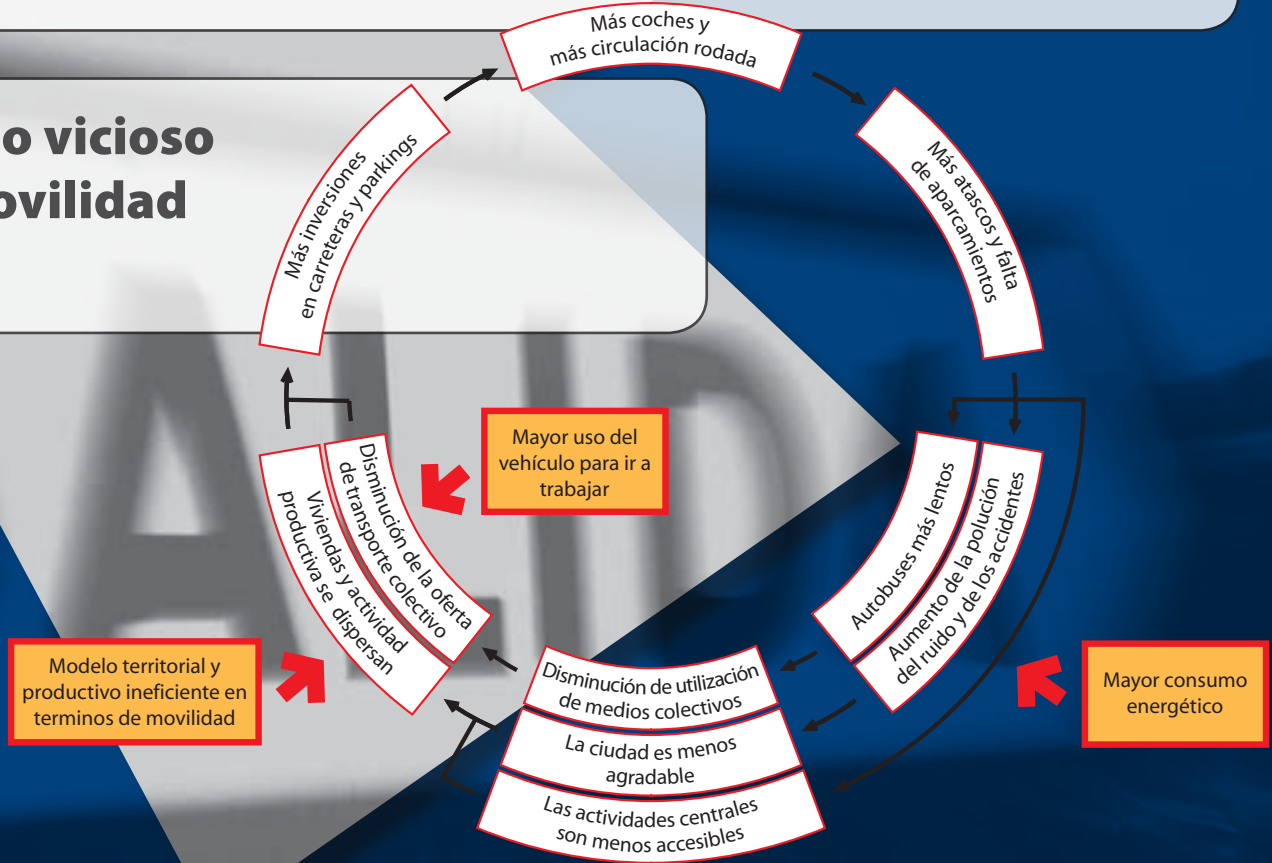 o vicioso
ovilidad
Más coches y
más circulación rodada
Más atascos y falta
de aparcamientos
Autobuses más lentos
Aumento de la polución
del ruido y de los accidentes
Mayor consumo
energético
Disminución de utilización
de medios colectivos
La ciudad es menos
agradable
Las actividades centrales
son menos accesibles
Disminución de la oferta
de transporte colectivo
Viviendas y actividad
productiva se dispersan
Mayor uso del
vehículo para ir a
trabajar
Modelo territorial y
productivo ineficiente en
terminos de movilidad
Más inversiones
en carreteras y parkings